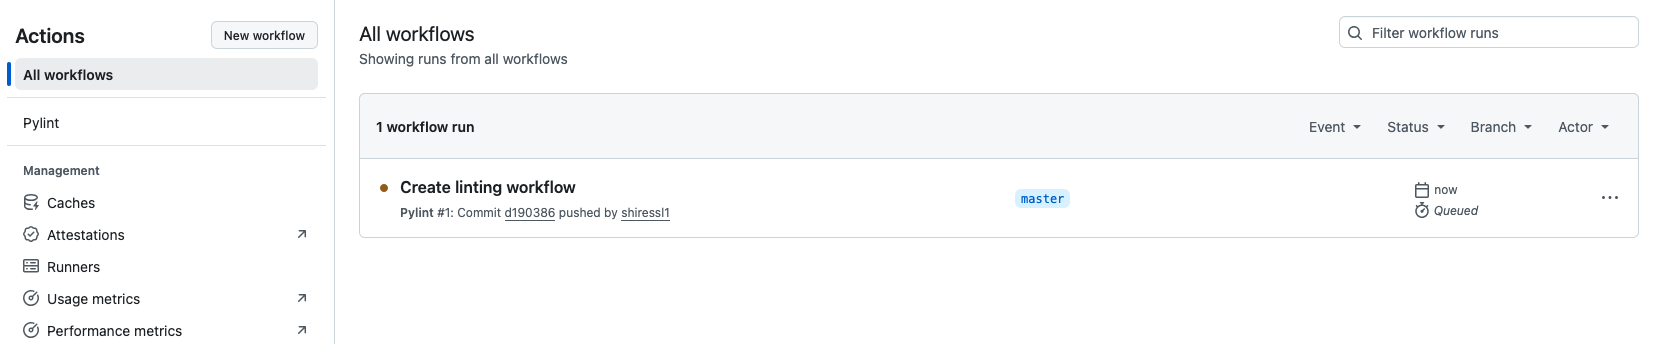 Actions
New workflow
All workflows
Pylint
Management
Caches
Attestations
Runners
Usage metrics
Performance metrics
All workflows
Showing runs from all workflows
Filter workflow runs
1 workflow run
Event
Status
Branch
Actor
Create linting workflow
Pylint #1: Commit d190386 pushed by shiressl1
master
now
Queued